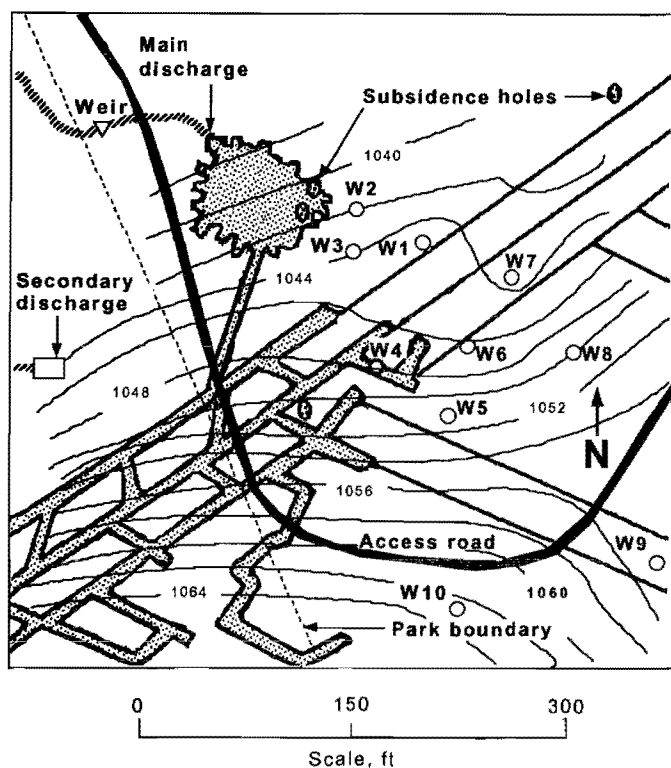 Main
discharge
Weir
Subsidence holes
1040
W2
W3
W1
W7
1044
Secondary
discharge
W4
W6
W8
1048
W5
1052
N
1056
Access road
W9
1064
W10
1060
Park boundary
0
150
300
Scale, ft